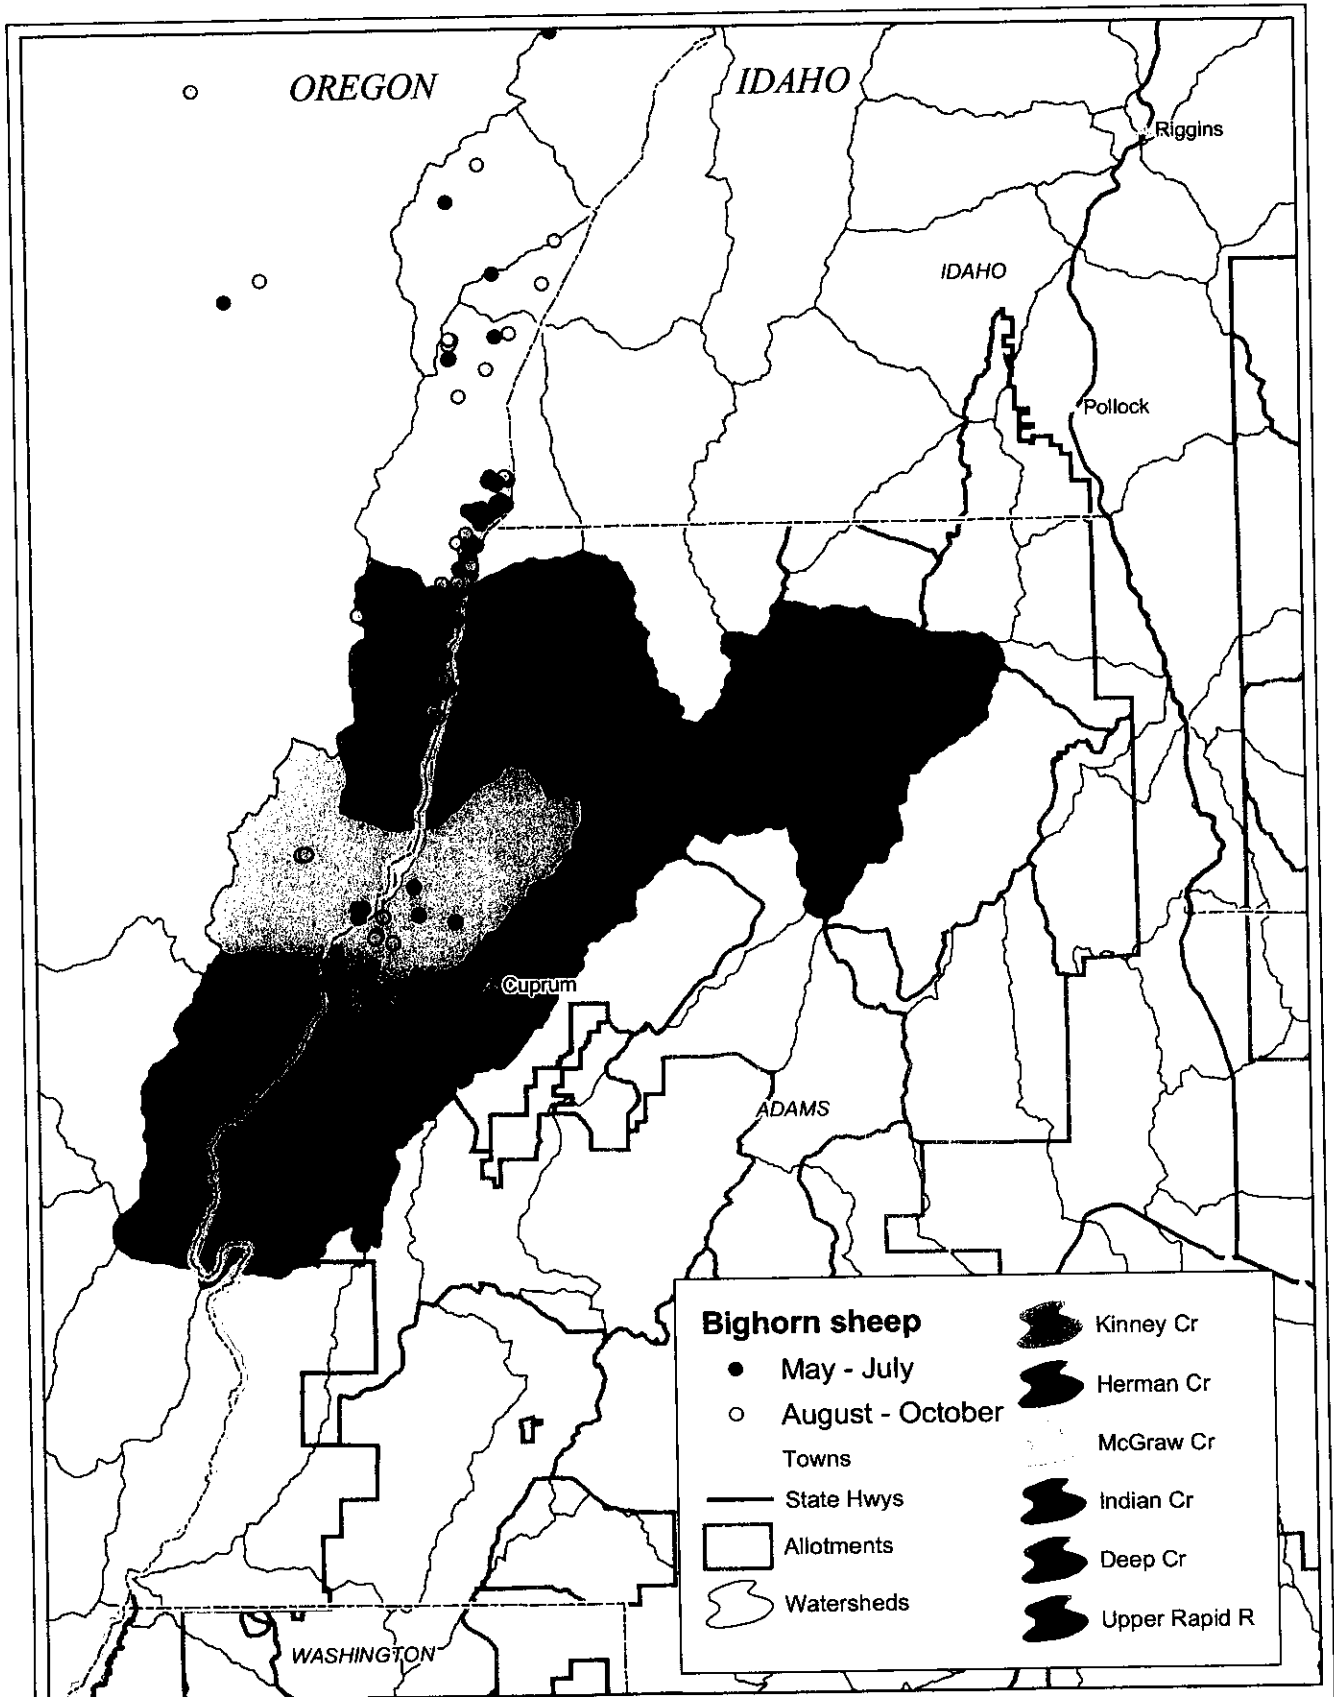 OREGON
IDAHO
Riggins
IDAHO
Pollock
Cuprum
ADAMS
WASHINGTON
Bighorn sheep
May - July
August - October
Towns
State Hwys
Allotments
Watersheds
Kinney Cr
Herman Cr
McGraw Cr
Indian Cr
Deep Cr
Upper Rapid R